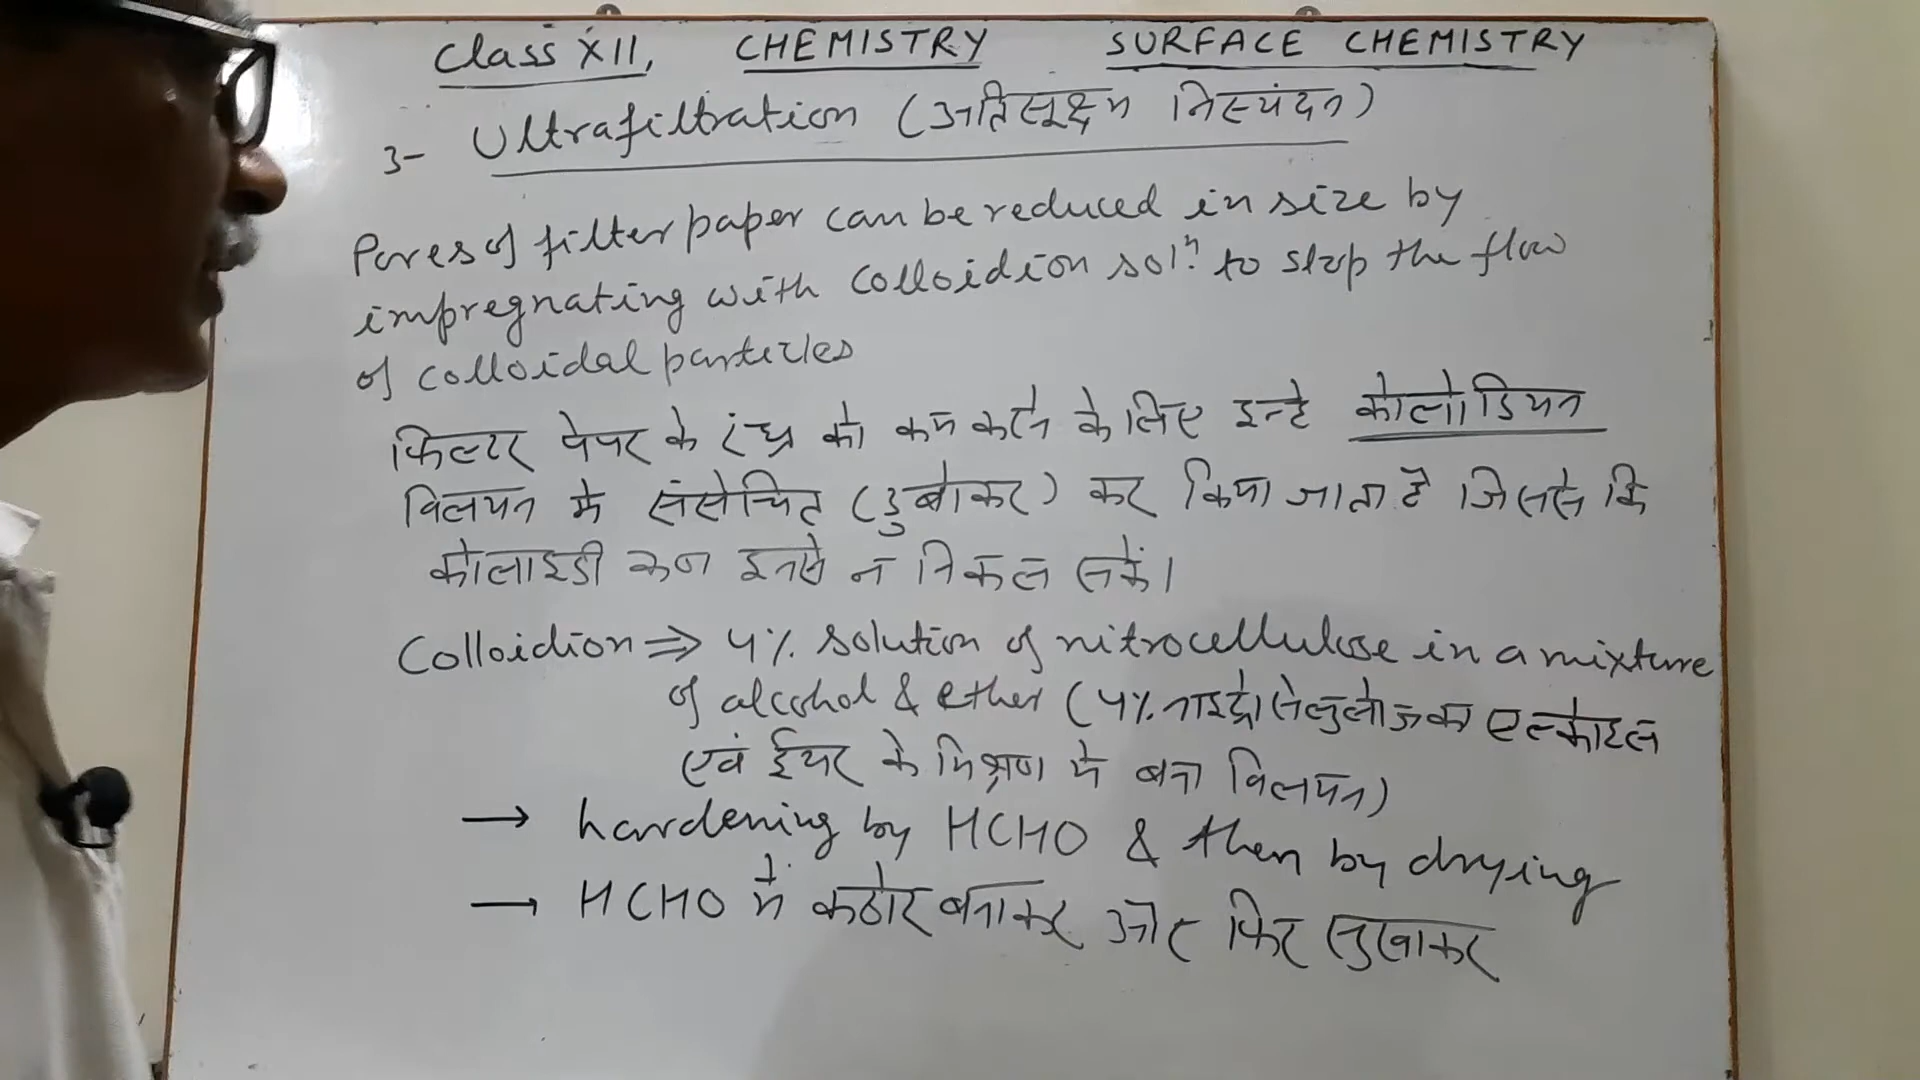 Class XII, CHEMISTRY SURFACE CHEMISTRY
3- Ultrafiltration (अतिसूक्ष्म निस्यंदन)
Pores of filter paper can be reduced in size by
impregnating with colloidion solⁿ. to stop the flow
of colloidal particles
फिल्टर पेपर के रंध्र को कम करने के लिए इन्हे कोलोडियन
विलयन मे संसेचित (डुबोकर) कर किया जाता है जिससे कि
कोलाइडी कण इनसे न निकल सकें।
Colloidion ⇒ 4% solution of nitrocellulose in a mixture
of alcohol & ether (4% नाइट्रोसेलुलोज का एल्कोहल
एवं ईथर के मिश्रण मे बना विलयन)
→ hardening by HCHO & then by drying
→ HCHO में कठोर बनाकर और फिर सुखाकर